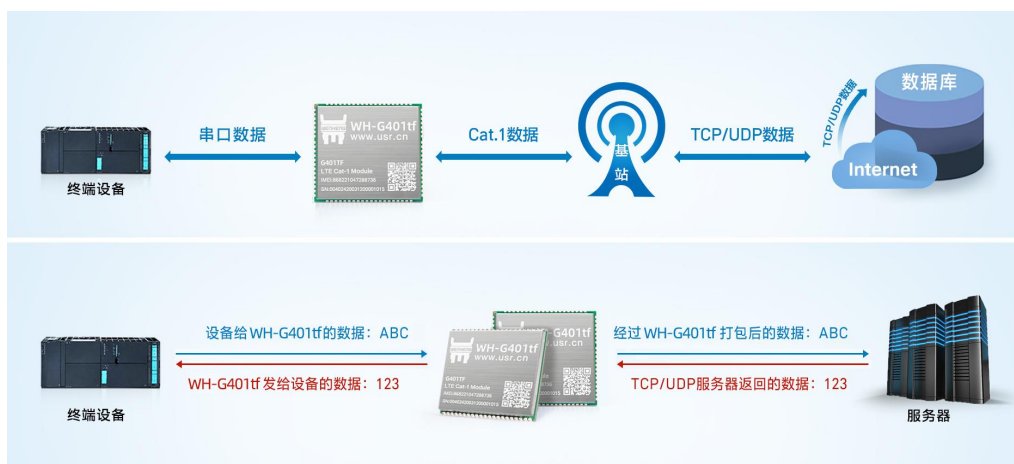 数据库
TCP/UDP数据
串口数据
WH-G401tf
www.usr.cn
Cat.1数据
基
站
TCP/UDP数据
Internet
G401TF
LTE Cat-1 Module
终端设备
设备给WH-G401tf的数据：ABC
经过WH-G401tf打包后的数据：ABC
WH-G401tf
www.usr.cn
G401TF
LTE Cat-1 Module
WH-G401tf发给设备的数据：123
TCP/UDP服务器返回的数据：123
终端设备
服务器